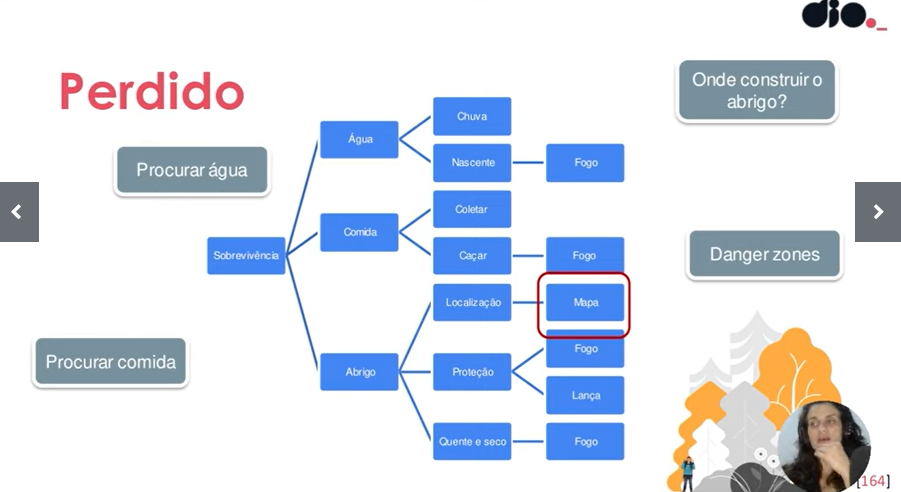 dio._
Perdido
Onde construir o
abrigo?
Procurar água
Danger zones
Procurar comida
Sobrevivência
Água
Chuva
Nascente
Fogo
Comida
Coletar
Caçar
Fogo
Abrigo
Localização
Mapa
Proteção
Fogo
Lança
Quente e seco
Fogo
[164]